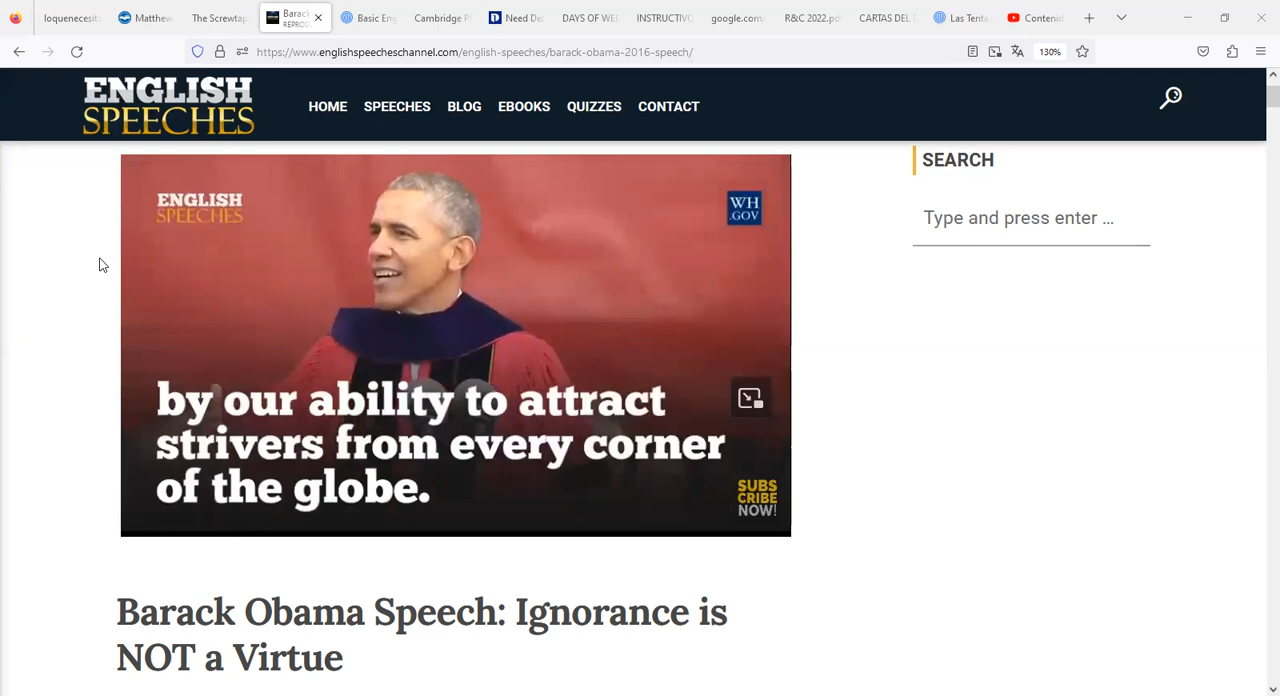 loquenecesit
Matthew
The Screwtap
Barack
REPROD
Basic Eng
Cambridge P
Need De
DAYS OF WE
INSTRUCTIVO
google.com/
R&C 2022.pd
CARTAS DEL
Las Tenta
Contenid
https://www.englishspeecheschannel.com/english-speeches/barack-obama-2016-speech/
130%
ENGLISH
SPEECHES
HOME SPEECHES BLOG EBOOKS QUIZZES CONTACT
SEARCH
Type and press enter ...
ENGLISH
SPEECHES
WH
.GOV
by our ability to attract
strivers from every corner
of the globe.
SUBS
CRIBE
NOW!
Barack Obama Speech: Ignorance is
NOT a Virtue